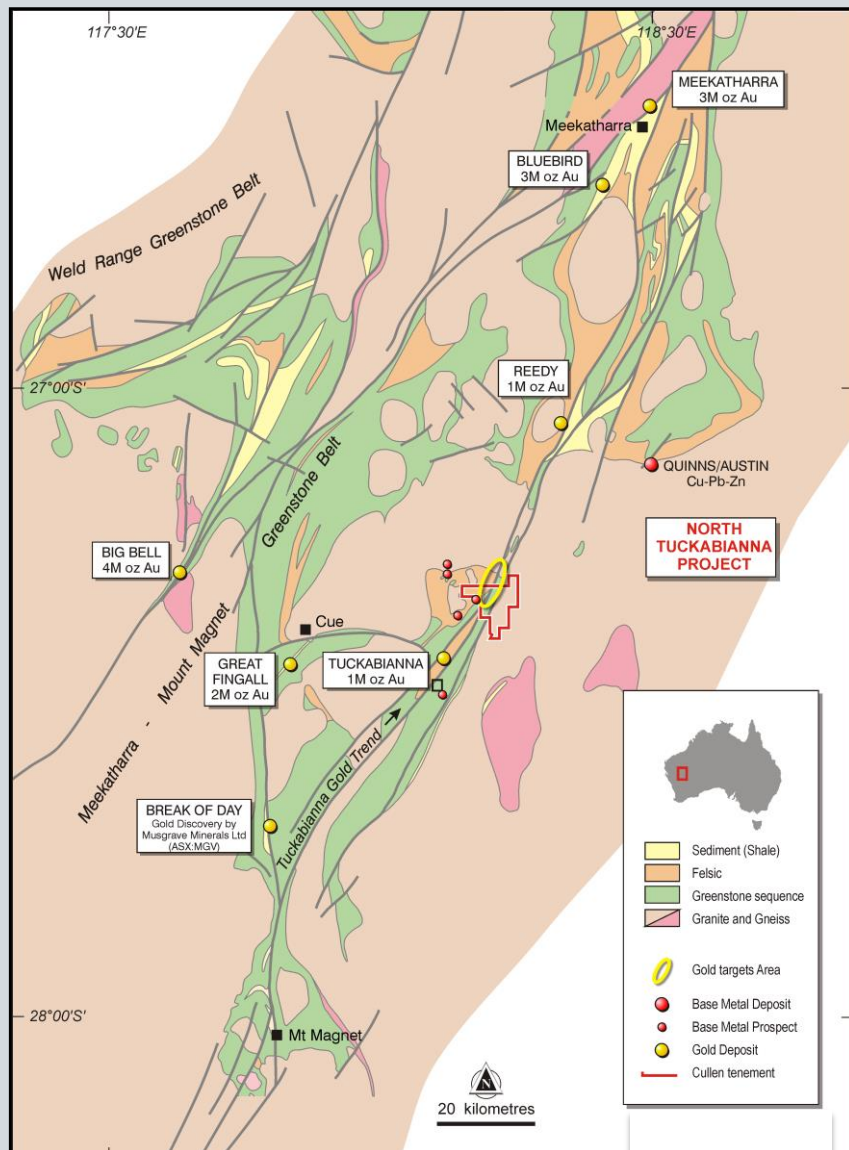 117°30'E
118°30'E
MEEKATHARRA
3M oz Au
Meekatharra
BLUEBIRD
3M oz Au
Weld Range Greenstone Belt
27°00'S'
REEDY
1M oz Au
Greenstone Belt
QUINNS/AUSTIN
Cu-Pb-Zn
NORTH
TUCKABIANNA
PROJECT
BIG BELL
4M oz Au
Cue
GREAT
FINGALL
2M oz Au
TUCKABIANNA
1M oz Au
Meekatharra - Mount Magnet
Tuckabianna Gold Trend
BREAK OF DAY
Gold Discovery by
Musgrave Minerals Ltd
(ASX:MGV)
28°00'S'
Mt Magnet
N
20 kilometres
Sediment (Shale)
Felsic
Greenstone sequence
Granite and Gneiss
Gold targets Area
Base Metal Deposit
Base Metal Prospect
Gold Deposit
Cullen tenement